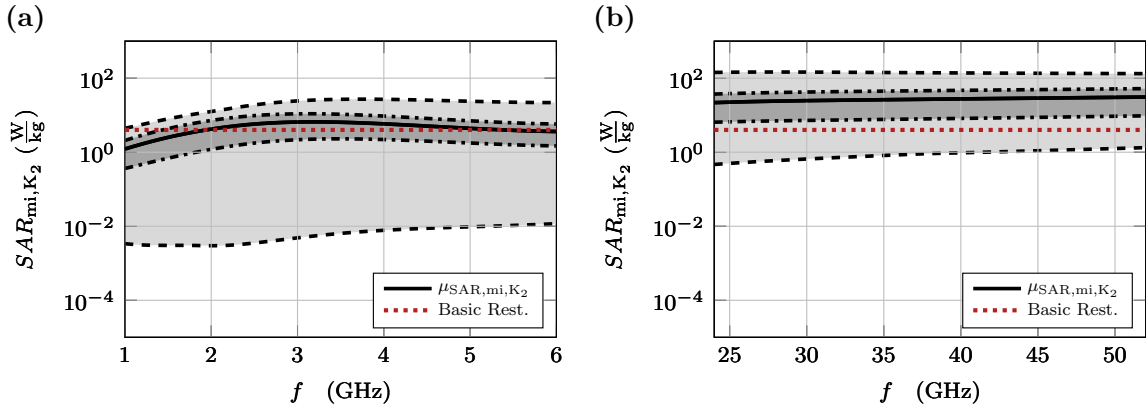 (a)
10^2
10^0
10^−2
10^−4
SAR_mi,K_2 (W/kg)
μ_SAR,mi,K_2
Basic Rest.
1 2 3 4 5 6
f (GHz)
(b)
10^2
10^0
10^−2
10^−4
SAR_mi,K_2 (W/kg)
μ_SAR,mi,K_2
Basic Rest.
25 30 35 40 45 50
f (GHz)